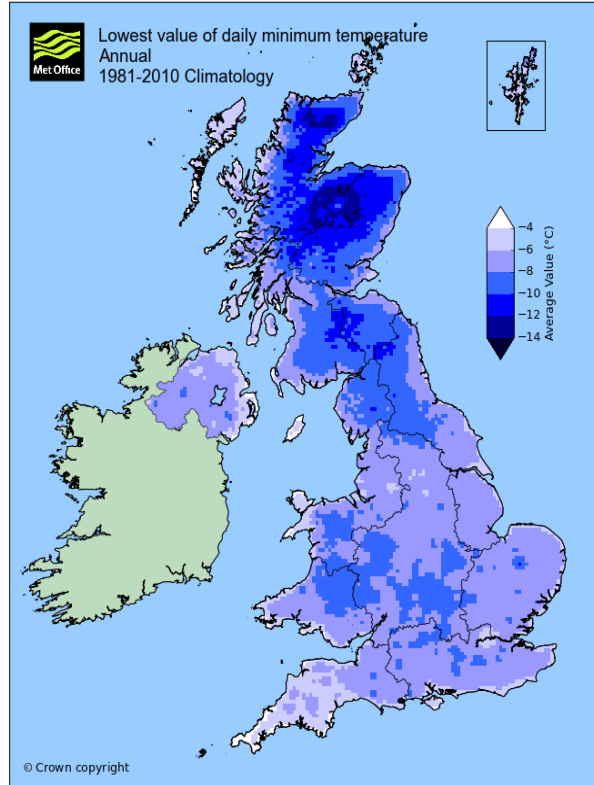 Lowest value of daily minimum temperature
Annual
1981-2010 Climatology
Met Office
−4
−6
−8
−10
−12
−14
Average Value (°C)
© Crown copyright